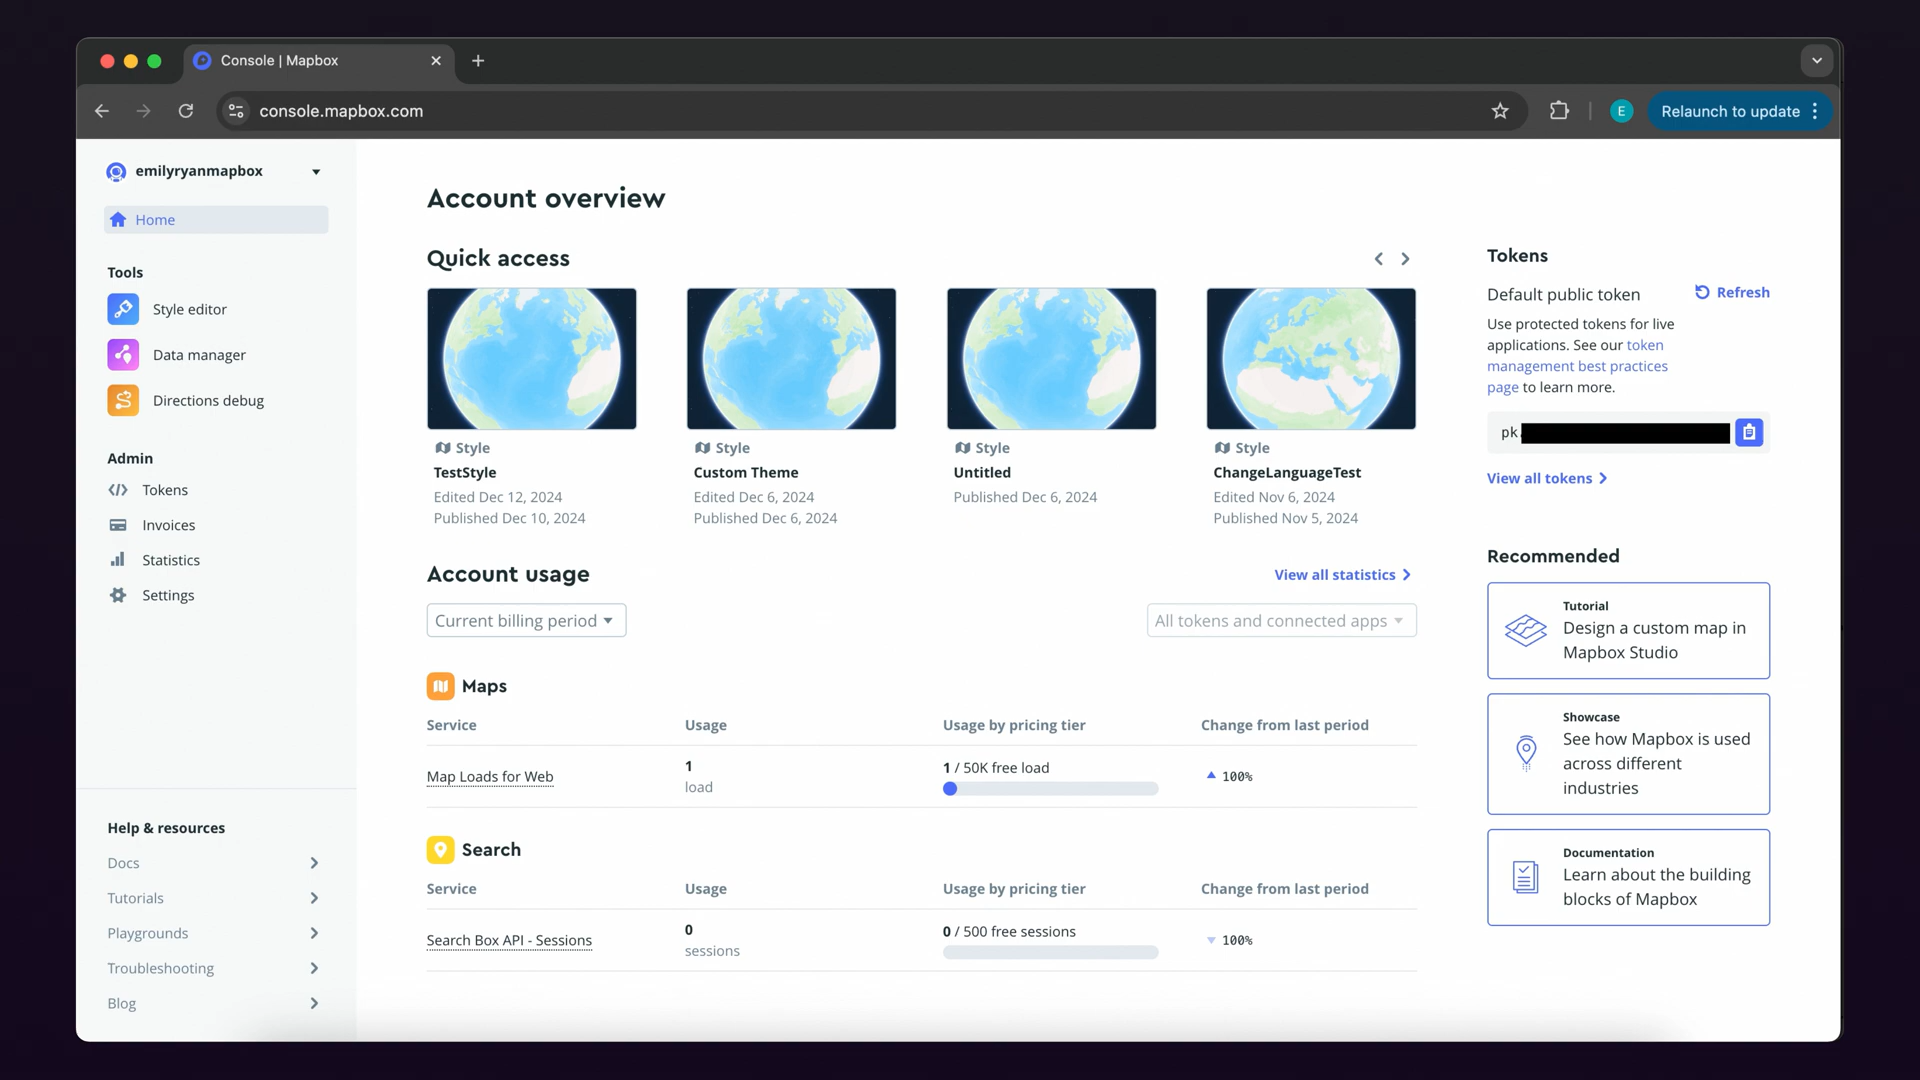 Console | Mapbox
console.mapbox.com
E
Relaunch to update
emilyryanmapbox
Home
Tools
Style editor
Data manager
Directions debug
Admin
Tokens
Invoices
Statistics
Settings
Help & resources
Docs
Tutorials
Playgrounds
Troubleshooting
Blog
Account overview
Quick access
Style
TestStyle
Edited Dec 12, 2024
Published Dec 10, 2024
Style
Custom Theme
Edited Dec 6, 2024
Published Dec 6, 2024
Style
Untitled
Published Dec 6, 2024
Style
ChangeLanguageTest
Edited Nov 6, 2024
Published Nov 5, 2024
Account usage
View all statistics
Current billing period
All tokens and connected apps
Maps
Service Usage Usage by pricing tier Change from last period
Map Loads for Web
1
load
1 / 50K free load
100%
Search
Service Usage Usage by pricing tier Change from last period
Search Box API - Sessions
0
sessions
0 / 500 free sessions
100%
Tokens
Default public token
Refresh
Use protected tokens for live
applications. See our token
management best practices
page to learn more.
pk.
View all tokens
Recommended
Tutorial
Design a custom map in
Mapbox Studio
Showcase
See how Mapbox is used
across different
industries
Documentation
Learn about the building
blocks of Mapbox